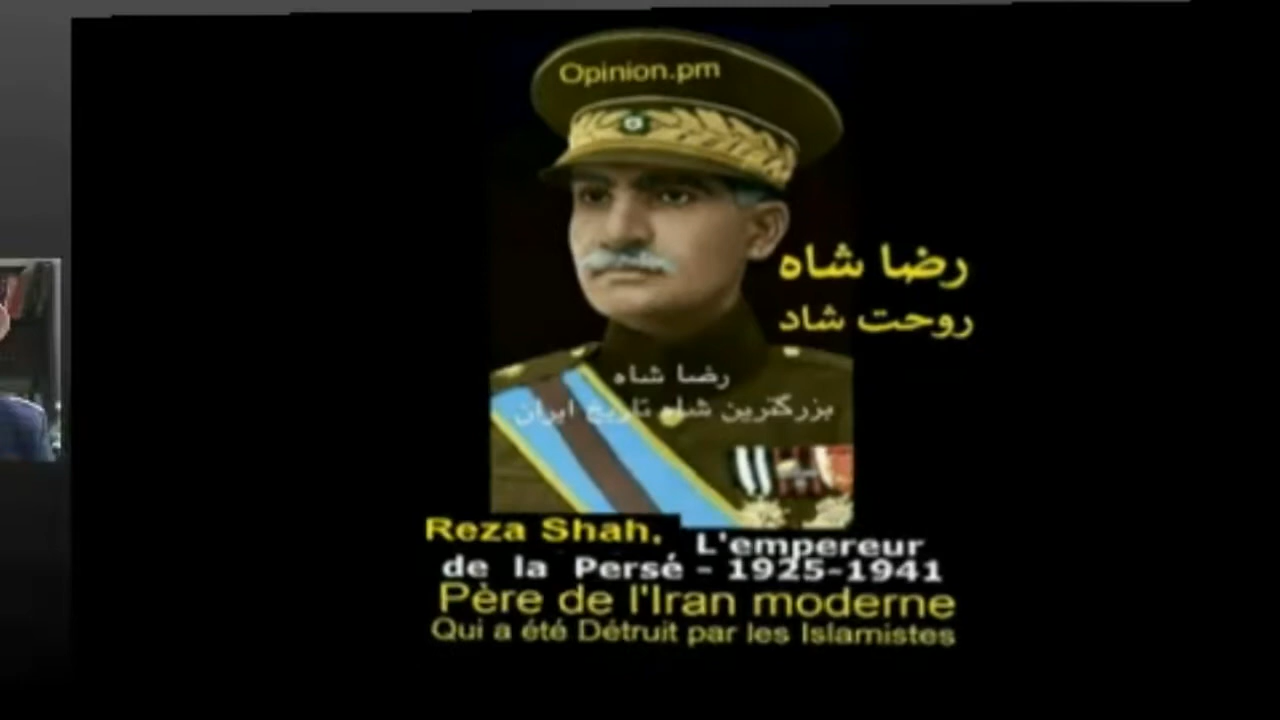 Opinion.pm
رضا شاه
روحت شاد
رضا شاه
بزرگترین شاه تاریخ ایران
Reza Shah, L'empereur
de la Persé - 1925-1941
Père de l'Iran moderne
Qui a été Détruit par les Islamistes